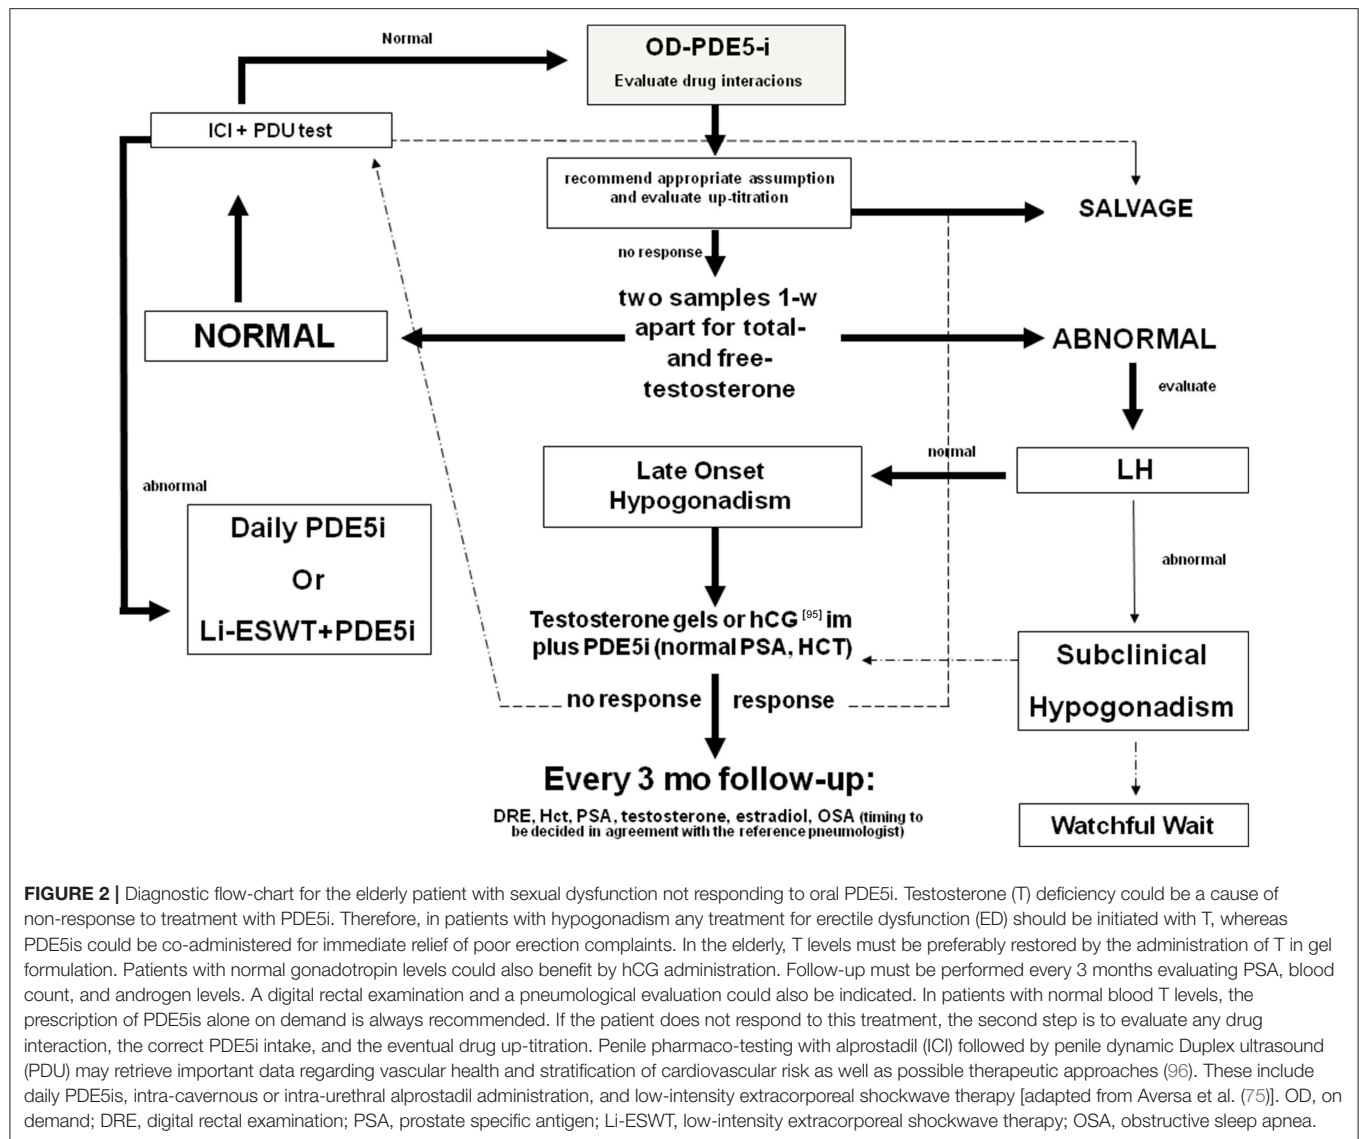 Normal
OD-PDE5-i
Evaluate drug interacions
ICI + PDU test
recommend appropriate assumption
and evaluate up-titration
SALVAGE
no response
two samples 1-w
apart for total-
and free-
testosterone
NORMAL
ABNORMAL
evaluate
normal
LH
Late Onset
Hypogonadism
abnormal
Daily PDE5i
Or
Li-ESWT+PDE5i
abnormal
Testosterone gels or hCG [95] im
plus PDE5i (normal PSA, HCT)
Subclinical
Hypogonadism
no response
response
Every 3 mo follow-up:
DRE, Hct, PSA, testosterone, estradiol, OSA (timing to
be decided in agreement with the reference pneumologist)
Watchful Wait
FIGURE 2 | Diagnostic flow-chart for the elderly patient with sexual dysfunction not responding to oral PDE5i. Testosterone (T) deficiency could be a cause of
non-response to treatment with PDE5i. Therefore, in patients with hypogonadism any treatment for erectile dysfunction (ED) should be initiated with T, whereas
PDE5is could be co-administered for immediate relief of poor erection complaints. In the elderly, T levels must be preferably restored by the administration of T in gel
formulation. Patients with normal gonadotropin levels could also benefit by hCG administration. Follow-up must be performed every 3 months evaluating PSA, blood
count, and androgen levels. A digital rectal examination and a pneumological evaluation could also be indicated. In patients with normal blood T levels, the
prescription of PDE5is alone on demand is always recommended. If the patient does not respond to this treatment, the second step is to evaluate any drug
interaction, the correct PDE5i intake, and the eventual drug up-titration. Penile pharmaco-testing with alprostadil (ICI) followed by penile dynamic Duplex ultrasound
(PDU) may retrieve important data regarding vascular health and stratification of cardiovascular risk as well as possible therapeutic approaches (96). These include
daily PDE5is, intra-cavernous or intra-urethral alprostadil administration, and low-intensity extracorporeal shockwave therapy [adapted from Aversa et al. (75)]. OD, on
demand; DRE, digital rectal examination; PSA, prostate specific antigen; Li-ESWT, low-intensity extracorporeal shockwave therapy; OSA, obstructive sleep apnea.